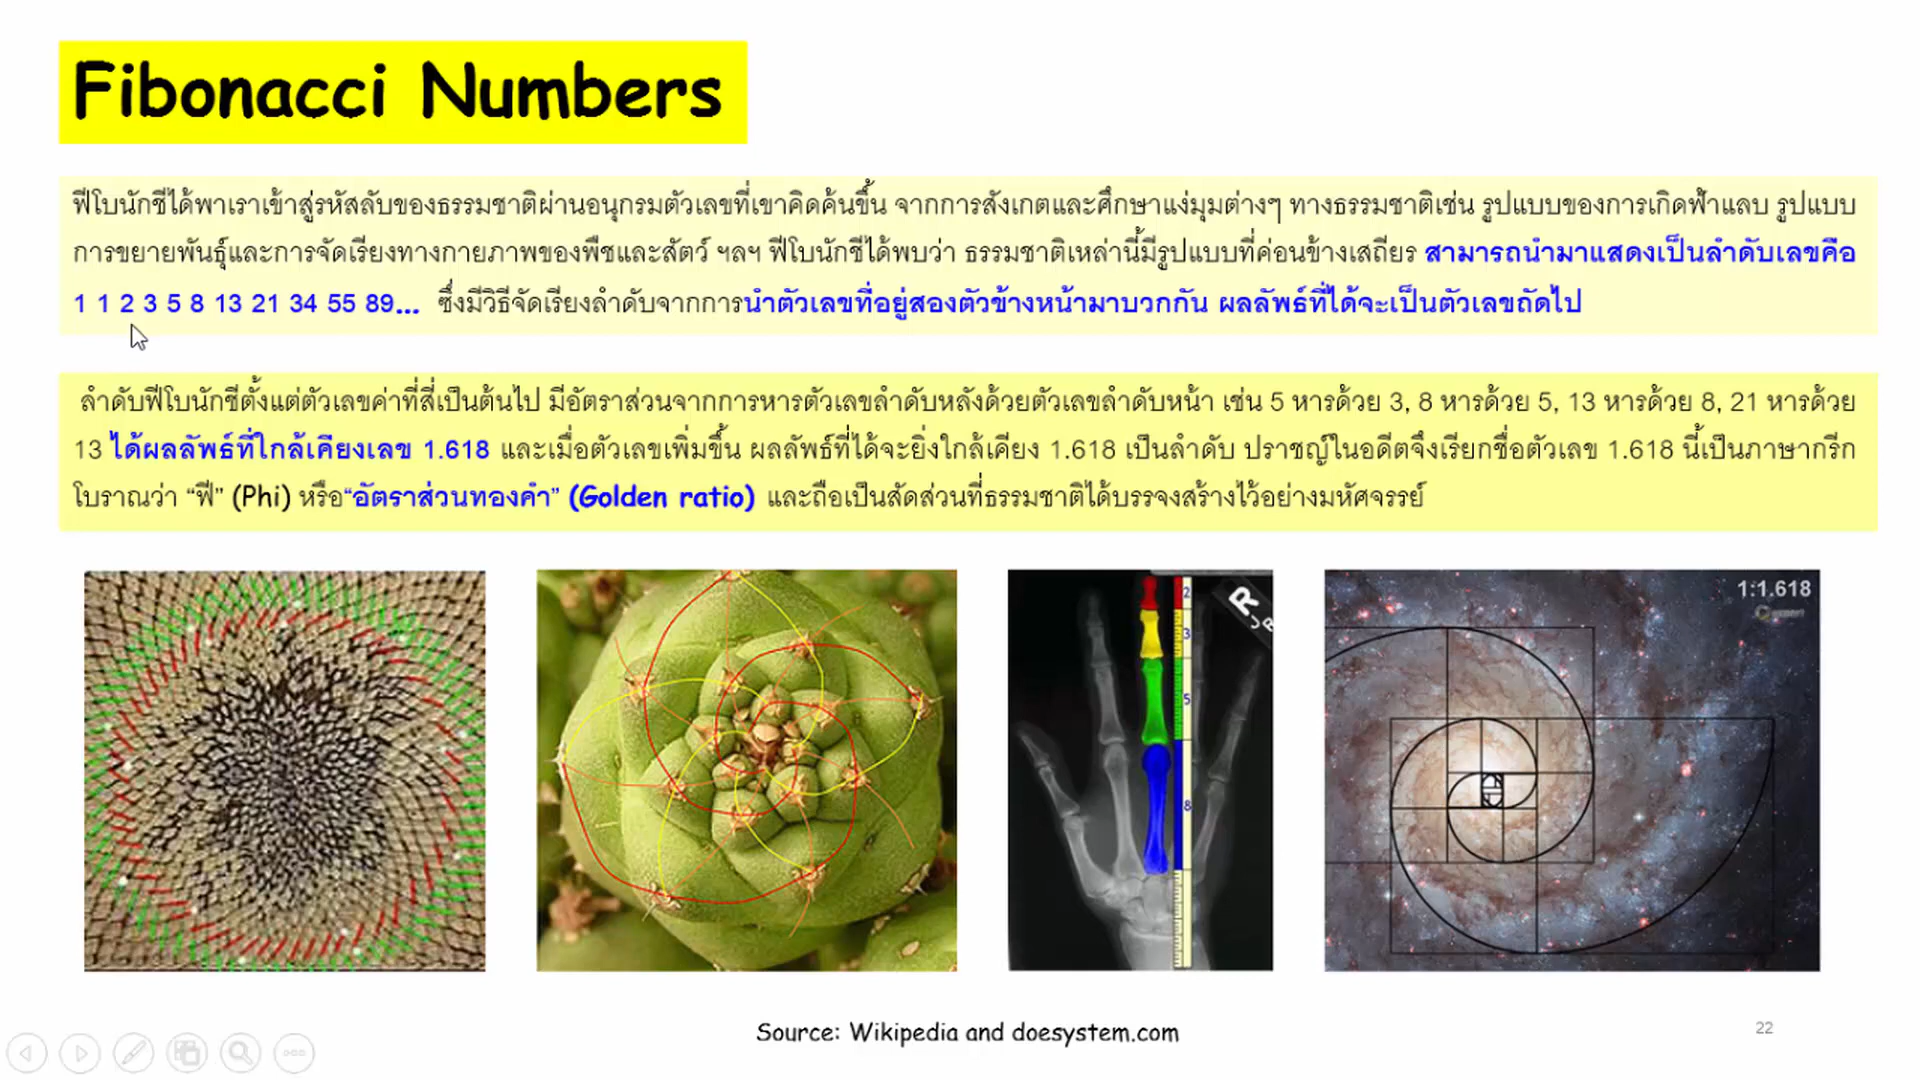 Fibonacci Numbers
ฟีโบนักชีได้พาเราเข้าสู่รหัสลับของธรรมชาติผ่านอนุกรมตัวเลขที่เขาคิดค้นขึ้น จากการสังเกตและศึกษาแง่มุมต่างๆ ทางธรรมชาติเช่น รูปแบบของการเกิดฟ้าแลบ รูปแบบ
การขยายพันธุ์และการจัดเรียงทางกายภาพของพืชและสัตว์ ฯลฯ ฟีโบนักชีได้พบว่า ธรรมชาติเหล่านี้มีรูปแบบที่ค่อนข้างเสถียร สามารถนำมาแสดงเป็นลำดับเลขคือ
1 1 2 3 5 8 13 21 34 55 89... ซึ่งมีวิธีจัดเรียงลำดับจากการนำตัวเลขที่อยู่สองตัวข้างหน้ามาบวกกัน ผลลัพธ์ที่ได้จะเป็นตัวเลขถัดไป
ลำดับฟีโบนักชีตั้งแต่ตัวเลขค่าที่สี่เป็นต้นไป มีอัตราส่วนจากการหารตัวเลขลำดับหลังด้วยตัวเลขลำดับหน้า เช่น 5 หารด้วย 3, 8 หารด้วย 5, 13 หารด้วย 8, 21 หารด้วย
13 ได้ผลลัพธ์ที่ใกล้เคียงเลข 1.618 และเมื่อตัวเลขเพิ่มขึ้น ผลลัพธ์ที่ได้จะยิ่งใกล้เคียง 1.618 เป็นลำดับ ปราชญ์ในอดีตจึงเรียกชื่อตัวเลข 1.618 นี้เป็นภาษากรีก
โบราณว่า “ฟี” (Phi) หรือ“อัตราส่วนทองคำ” (Golden ratio) และถือเป็นสัดส่วนที่ธรรมชาติได้บรรจงสร้างไว้อย่างมหัศจรรย์
R
2
3
5
8
1:1.618
Source: Wikipedia and doesystem.com
22